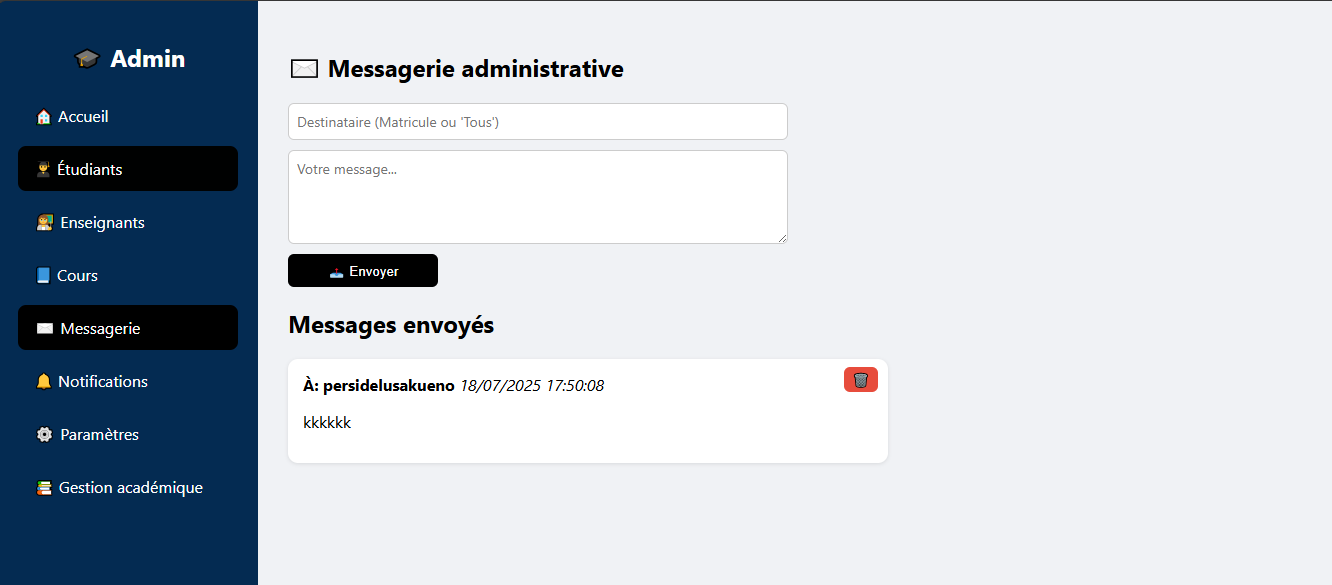 Admin
Accueil
Étudiants
Enseignants
Cours
Messagerie
Notifications
Paramètres
Gestion académique
Messagerie administrative
Destinataire (Matricule ou 'Tous')
Votre message...
Envoyer
Messages envoyés
À: persidelusakueno 18/07/2025 17:50:08
kkkkkk